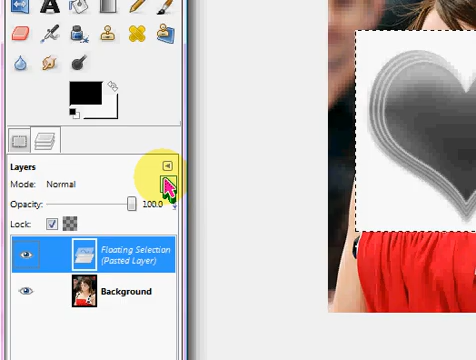 Layers
Mode: Normal
Opacity: 100.0
Lock:
Floating Selection
(Pasted Layer)
Background